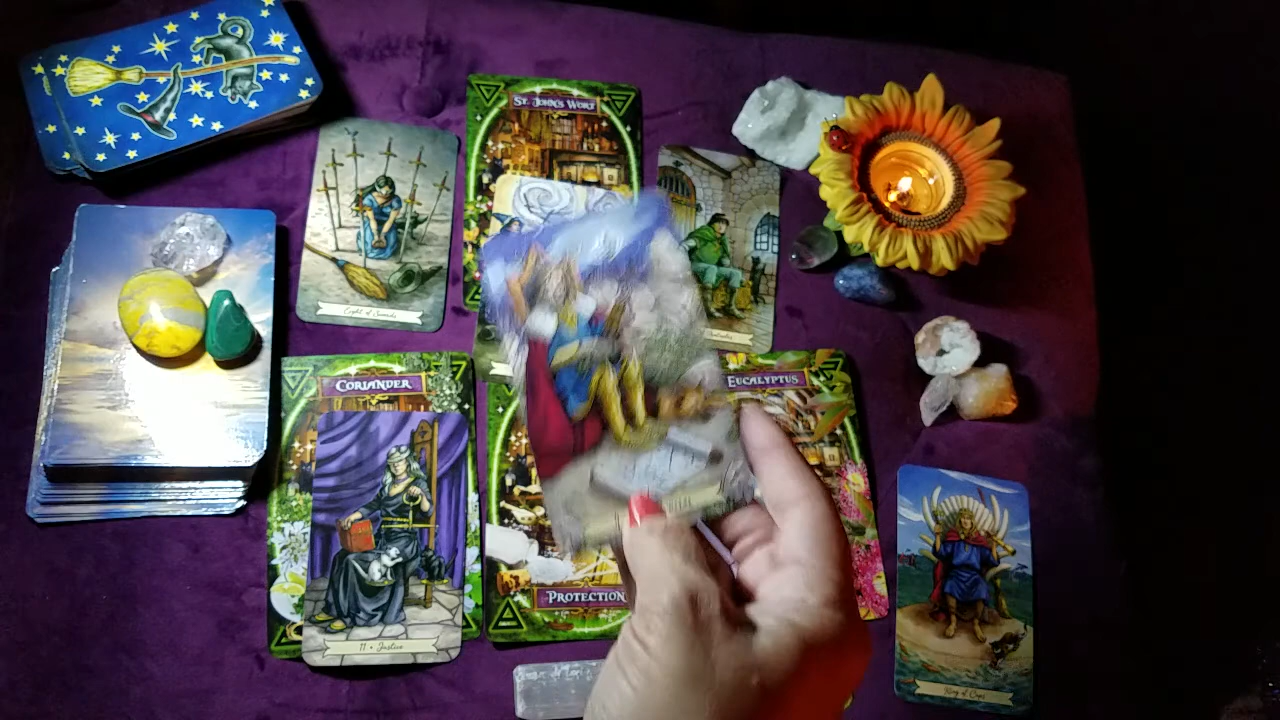 St. John's Wort
Eight of Swords
Coriander
Eucalyptus
11 • Justice
Protection
King of Cups